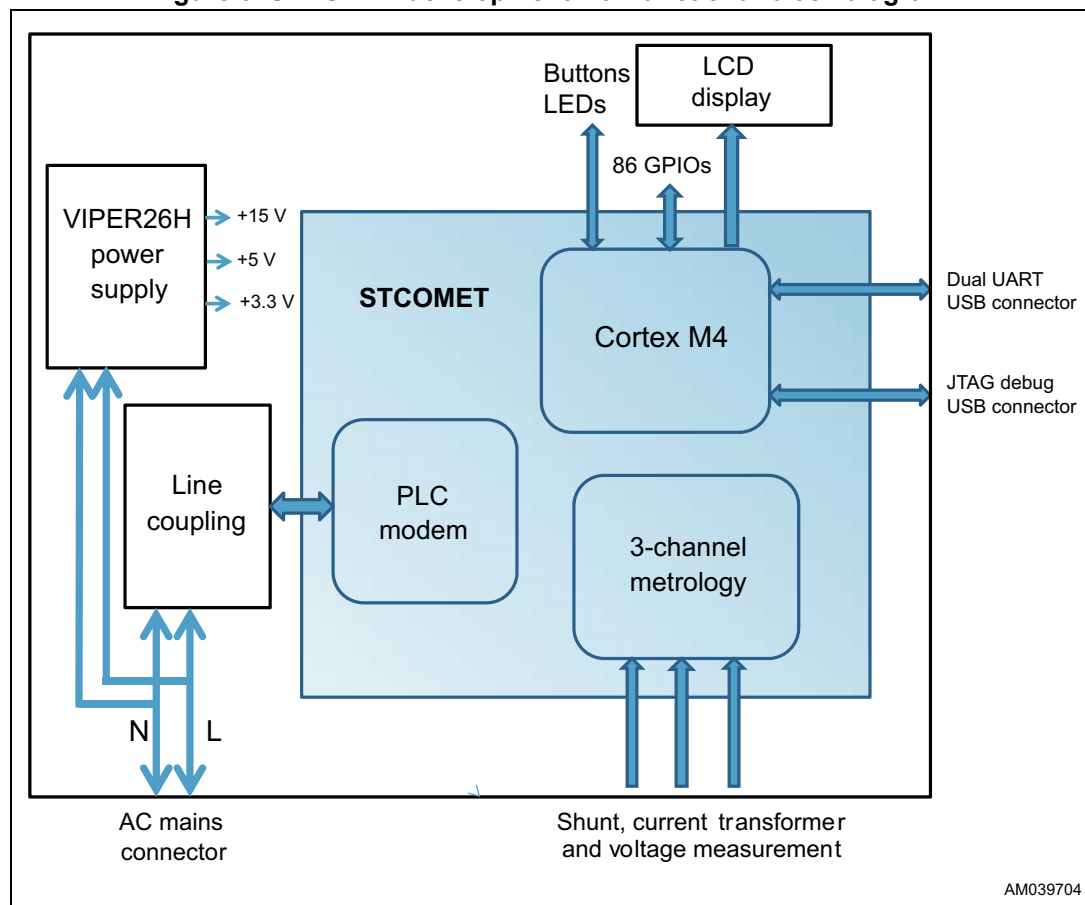 Buttons
LEDs
LCD
display
86 GPIOs
VIPER26H
power
supply
+15 V
+5 V
+3.3 V
STCOMET
Cortex M4
Dual UART
USB connector
JTAG debug
USB connector
Line
coupling
PLC
modem
3-channel
metrology
N
L
AC mains
connector
Shunt, current transformer
and voltage measurement
AM039704